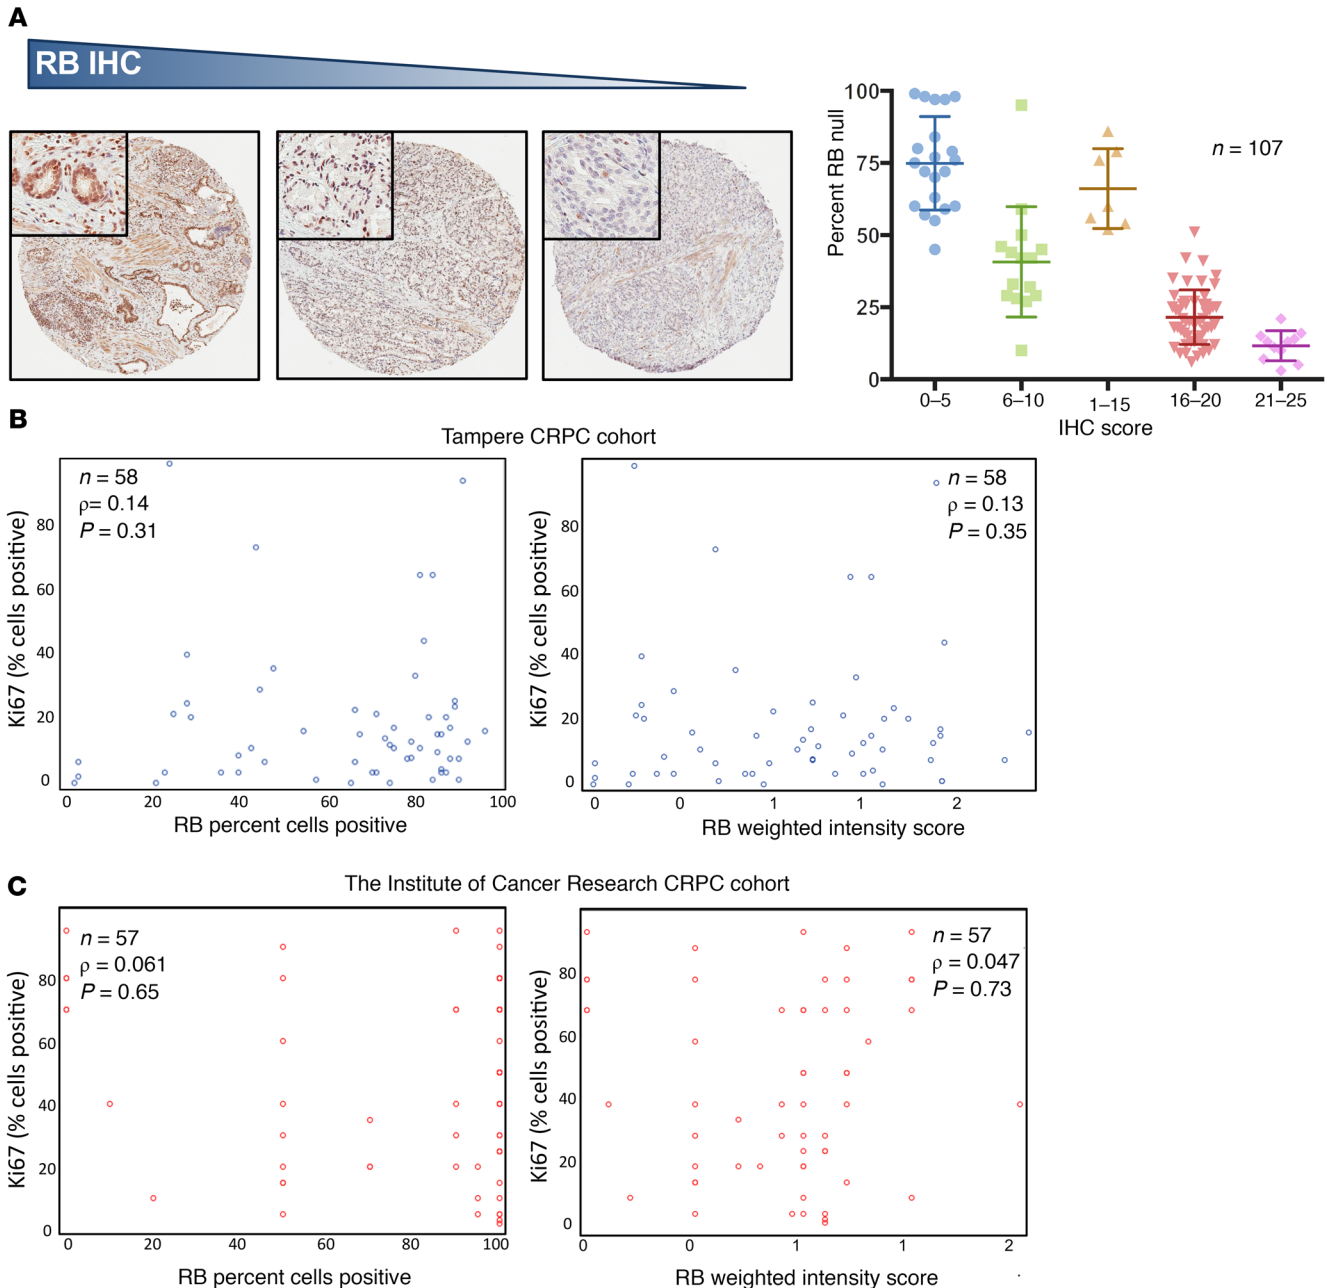 A
RB IHC
Percent RB null
100
75
50
25
0
n = 107
0–5
6–10
1–15
16–20
21–25
IHC score
B
Tampere CRPC cohort
Ki67 (% cells positive)
80
60
40
20
0
n = 58
ρ= 0.14
P = 0.31
0
20
40
60
80
100
RB percent cells positive
Ki67 (% cells positive)
80
60
40
20
0
n = 58
ρ = 0.13
P = 0.35
0
0
1
1
2
RB weighted intensity score
C
The Institute of Cancer Research CRPC cohort
Ki67 (% cells positive)
80
60
40
20
0
n = 57
ρ = 0.061
P = 0.65
0
20
40
60
80
100
RB percent cells positive
Ki67 (% cells positive)
80
60
40
20
0
n = 57
ρ = 0.047
P = 0.73
0
0
1
1
2
RB weighted intensity score